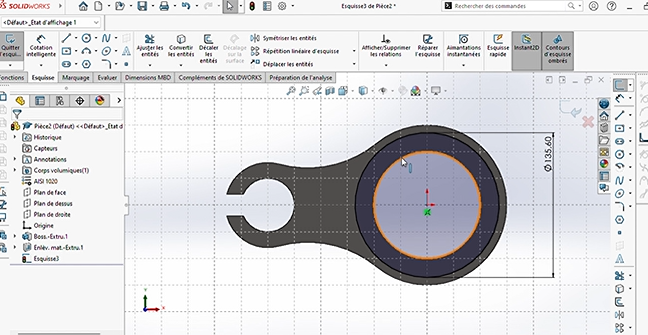 SOLIDWORKS
Esquisse3 de Pièce2 *
Rechercher des commandes
<Défaut>_Etat d'affichage 1
Quitter l'esqui...
Cotation intelligente
Ajuster les entités
Convertir les entités
Décaler les entités
Décalage sur la surface
Symétriser les entités
Répétition linéaire d'esquisse
Déplacer les entités
Afficher/Supprimer les relations
Réparer l'esquisse
Aimantations instantanées
Esquisse rapide
Instant2D
Contours d'esquisse ombrés
Fonctions
Esquisse
Marquage
Evaluer
Dimensions MBD
Compléments de SOLIDWORKS
Préparation de l'analyse
Pièce2 (Défaut) <<Défaut>_Etat d
Historique
Capteurs
Annotations
Corps volumiques(1)
AISI 1020
Plan de face
Plan de dessus
Plan de droite
Origine
Boss.-Extru.1
Enlèv. mat.-Extru.1
Esquisse3
Ø135.60